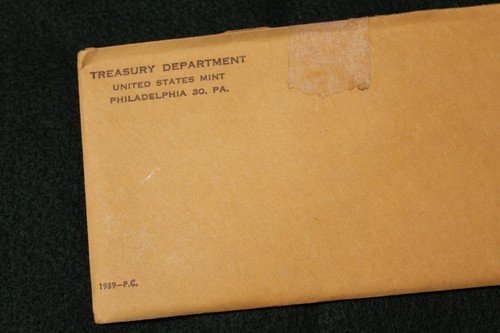 TREASURY DEPARTMENT
UNITED STATES MINT
PHILADELPHIA 30, PA.
1959—P.C.